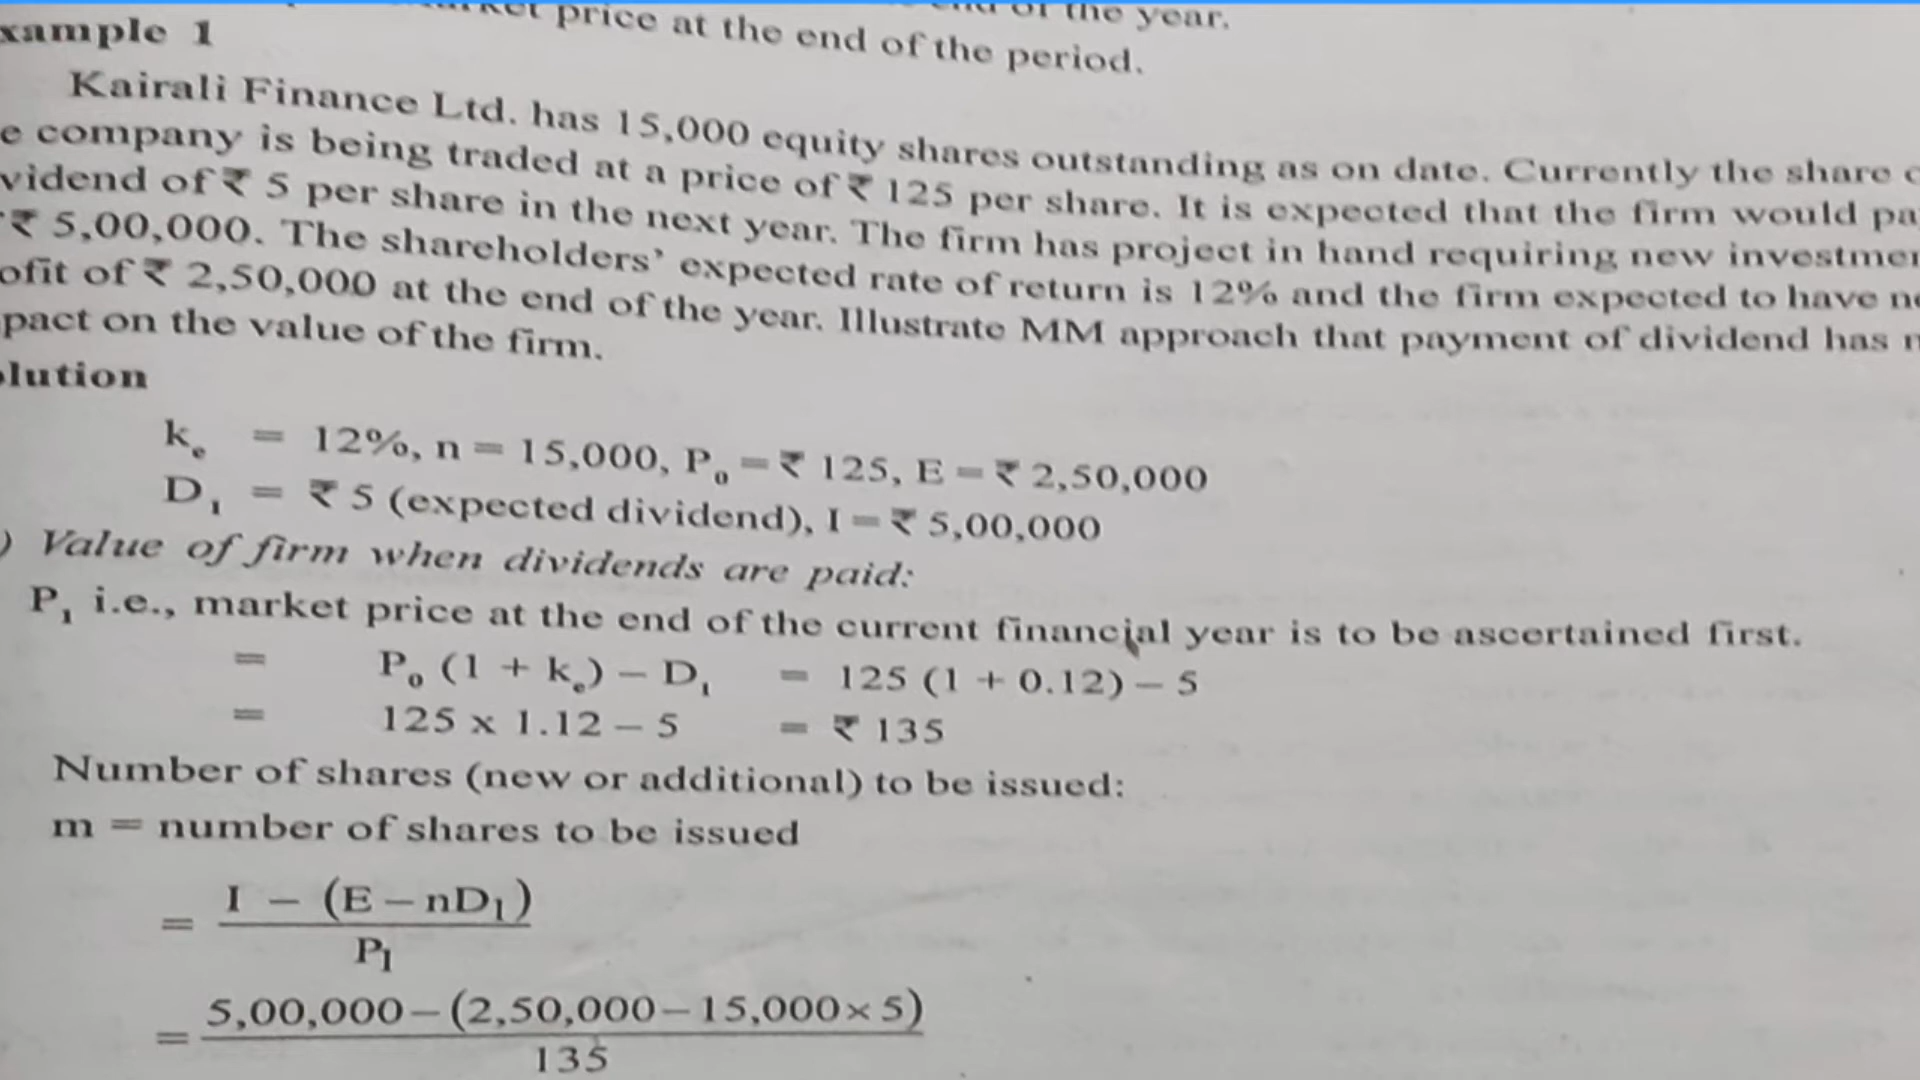 price at the end of the year.
xample 1
price at the end of the period.
Kairali Finance Ltd. has 15,000 equity shares outstanding as on date. Currently the share o
e company is being traded at a price of ₹ 125 per share. It is expected that the firm would pa
vidend of ₹ 5 per share in the next year. The firm has project in hand requiring new investmen
₹ 5,00,000. The shareholders' expected rate of return is 12% and the firm expected to have ne
ofit of ₹ 2,50,000 at the end of the year. Illustrate MM approach that payment of dividend has n
pact on the value of the firm.
lution
kₑ = 12%, n = 15,000, P₀ = ₹ 125, E = ₹ 2,50,000
D₁ = ₹ 5 (expected dividend), I = ₹ 5,00,000
) Value of firm when dividends are paid:
P₁ i.e., market price at the end of the current financial year is to be ascertained first.
= P₀ (1 + kₑ) – D₁ = 125 (1 + 0.12) – 5
= 125 x 1.12 – 5 = ₹ 135
Number of shares (new or additional) to be issued:
m = number of shares to be issued
= I – (E – nD₁)
P₁
= 5,00,000 – (2,50,000 – 15,000 × 5)
135